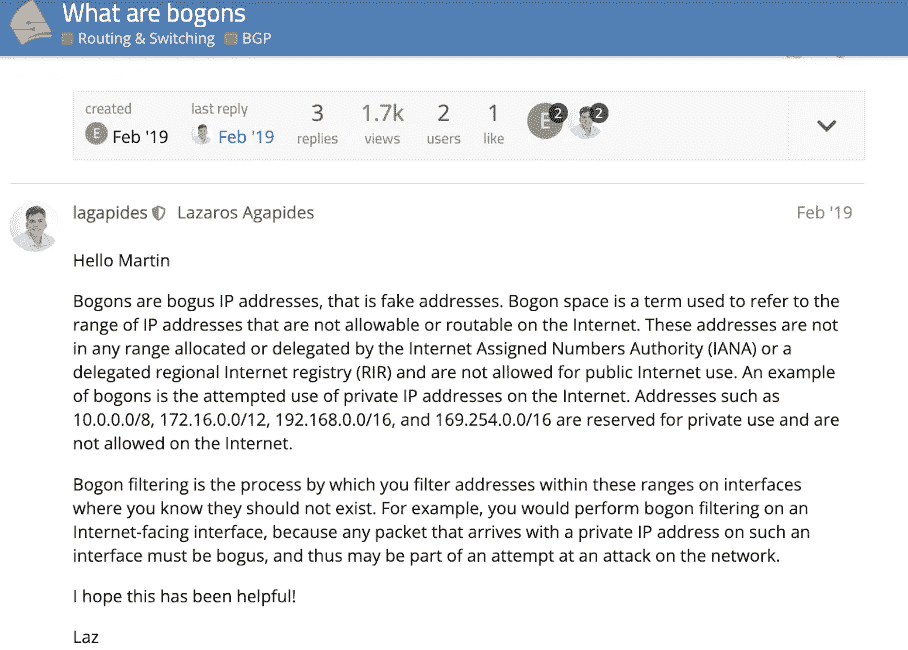 What are bogons
Routing & Switching BGP
created
last reply
3
1.7k
2
1
E
2
2
E Feb '19
Feb '19
replies
views
users
like
lagapides Lazaros Agapides
Feb '19
Hello Martin
Bogons are bogus IP addresses, that is fake addresses. Bogon space is a term used to refer to the
range of IP addresses that are not allowable or routable on the Internet. These addresses are not
in any range allocated or delegated by the Internet Assigned Numbers Authority (IANA) or a
delegated regional Internet registry (RIR) and are not allowed for public Internet use. An example
of bogons is the attempted use of private IP addresses on the Internet. Addresses such as
10.0.0.0/8, 172.16.0.0/12, 192.168.0.0/16, and 169.254.0.0/16 are reserved for private use and are
not allowed on the Internet.
Bogon filtering is the process by which you filter addresses within these ranges on interfaces
where you know they should not exist. For example, you would perform bogon filtering on an
Internet-facing interface, because any packet that arrives with a private IP address on such an
interface must be bogus, and thus may be part of an attempt at an attack on the network.
I hope this has been helpful!
Laz